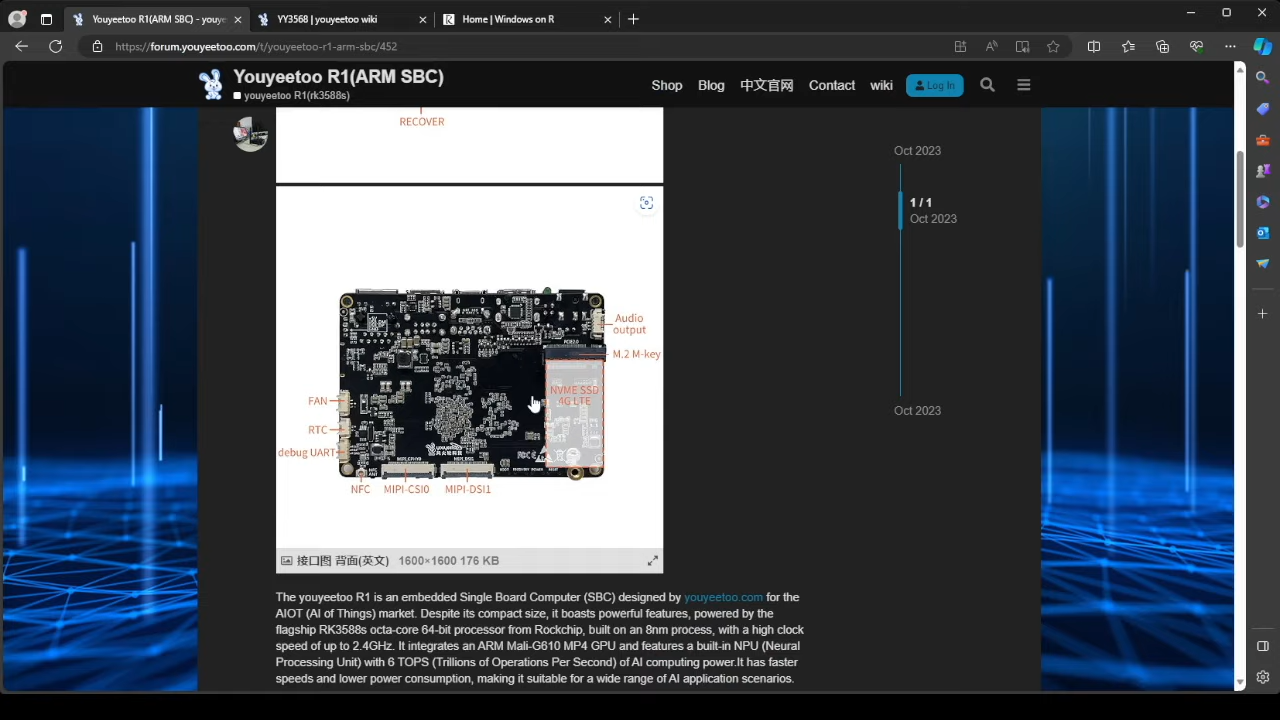 Youyeetoo R1(ARM SBC) - youye
YY3568 | youyeetoo wiki
Home | Windows on R
https://forum.youyeetoo.com/t/youyeetoo-r1-arm-sbc/452
Youyeetoo R1(ARM SBC)
youyeetoo R1(rk3588s)
Shop
Blog
中文官网
Contact
wiki
Log In
RECOVER
Oct 2023
1 / 1
Oct 2023
Oct 2023
Audio
output
M.2 M-key
NVME SSD
4G LTE
FAN
RTC
debug UART
NFC
MIPI-CSI0
MIPI-DSI1
接口图 背面(英文) 1600×1600 176 KB
The youyeetoo R1 is an embedded Single Board Computer (SBC) designed by youyeetoo.com for the
AIOT (AI of Things) market. Despite its compact size, it boasts powerful features, powered by the
flagship RK3588s octa-core 64-bit processor from Rockchip, built on an 8nm process, with a high clock
speed of up to 2.4GHz. It integrates an ARM Mali-G610 MP4 GPU and features a built-in NPU (Neural
Processing Unit) with 6 TOPS (Trillions of Operations Per Second) of AI computing power.It has faster
speeds and lower power consumption, making it suitable for a wide range of AI application scenarios.